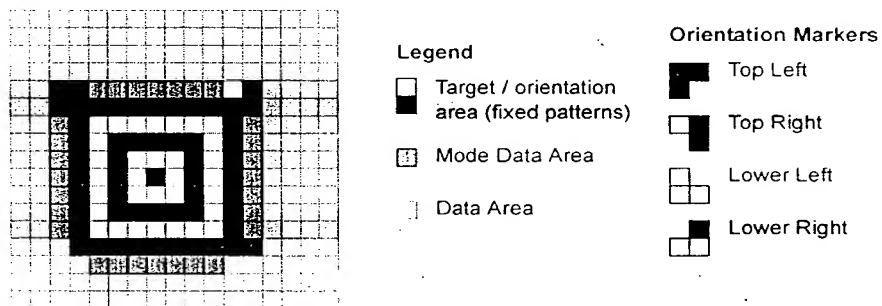 Legend
Target / orientation
area (fixed patterns)
Mode Data Area
Data Area
Orientation Markers
Top Left
Top Right
Lower Left
Lower Right